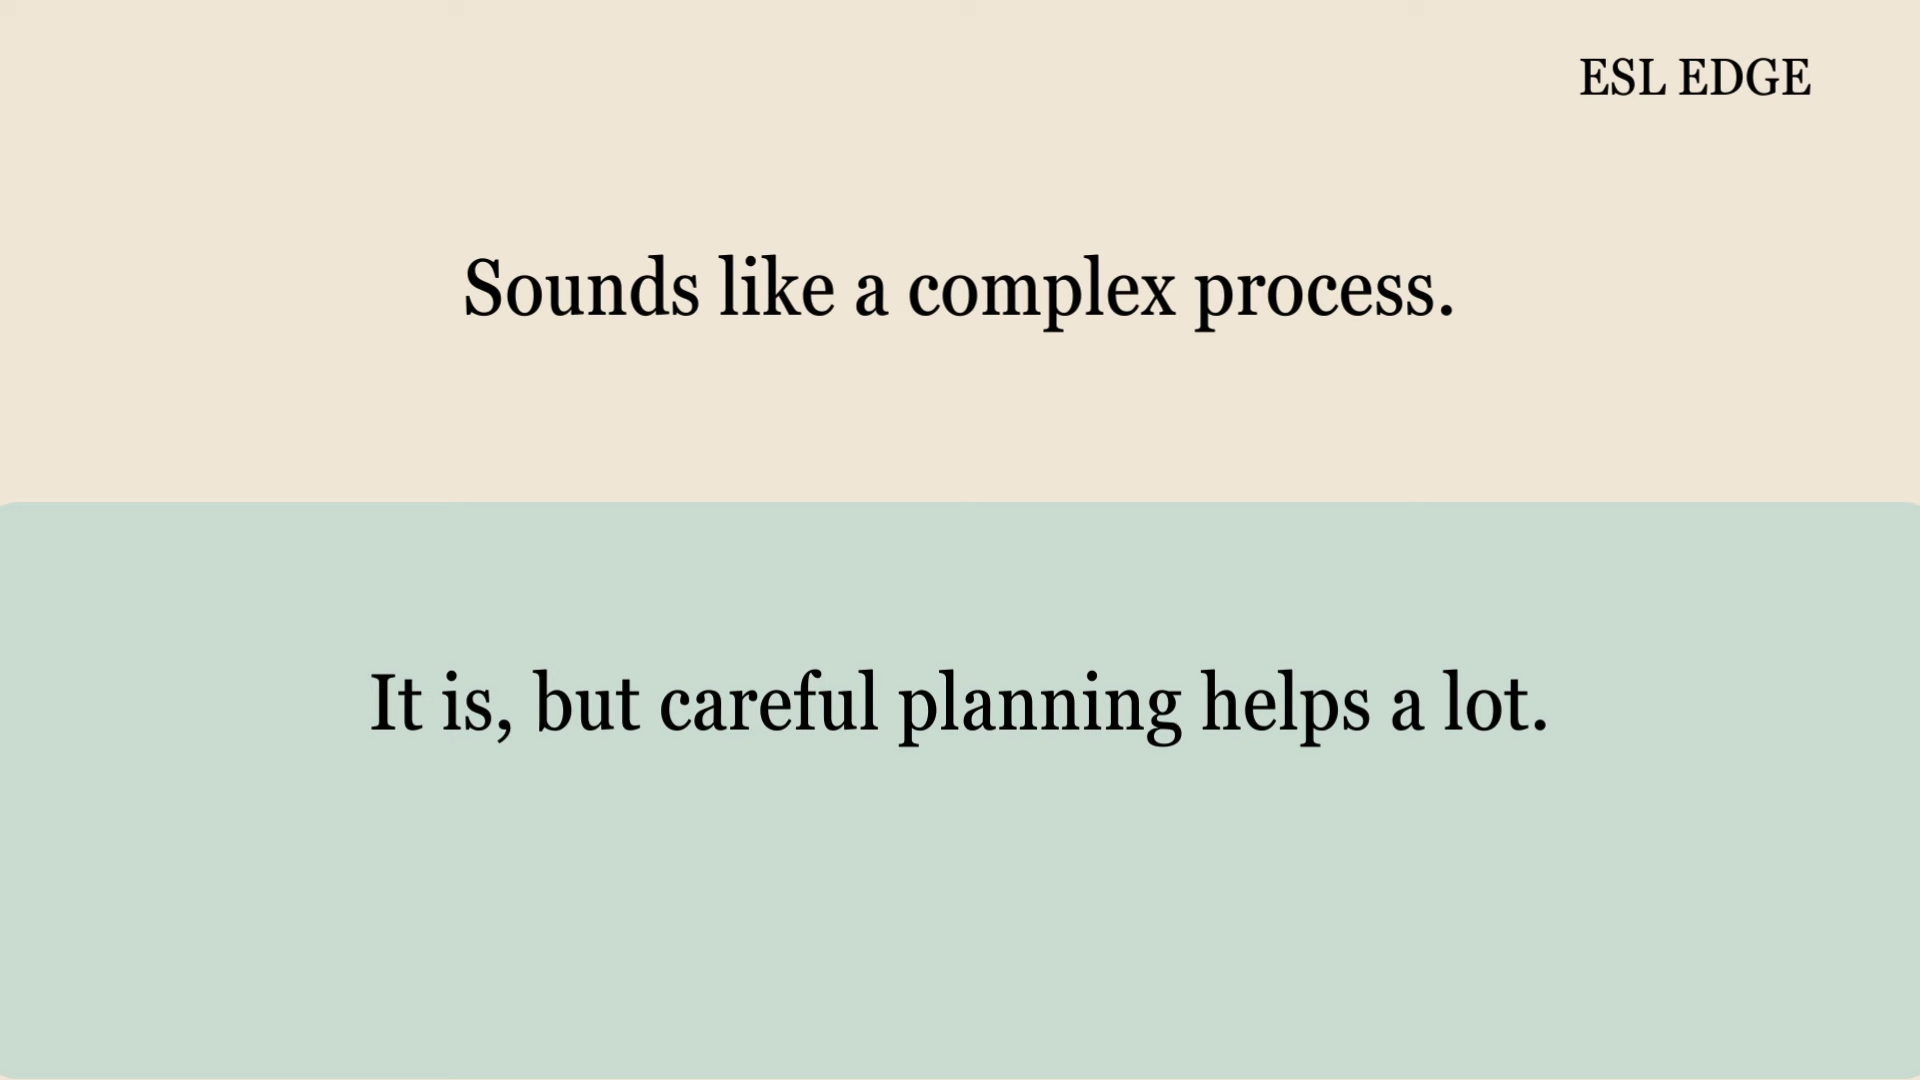 ESL EDGE
Sounds like a complex process.
It is, but careful planning helps a lot.